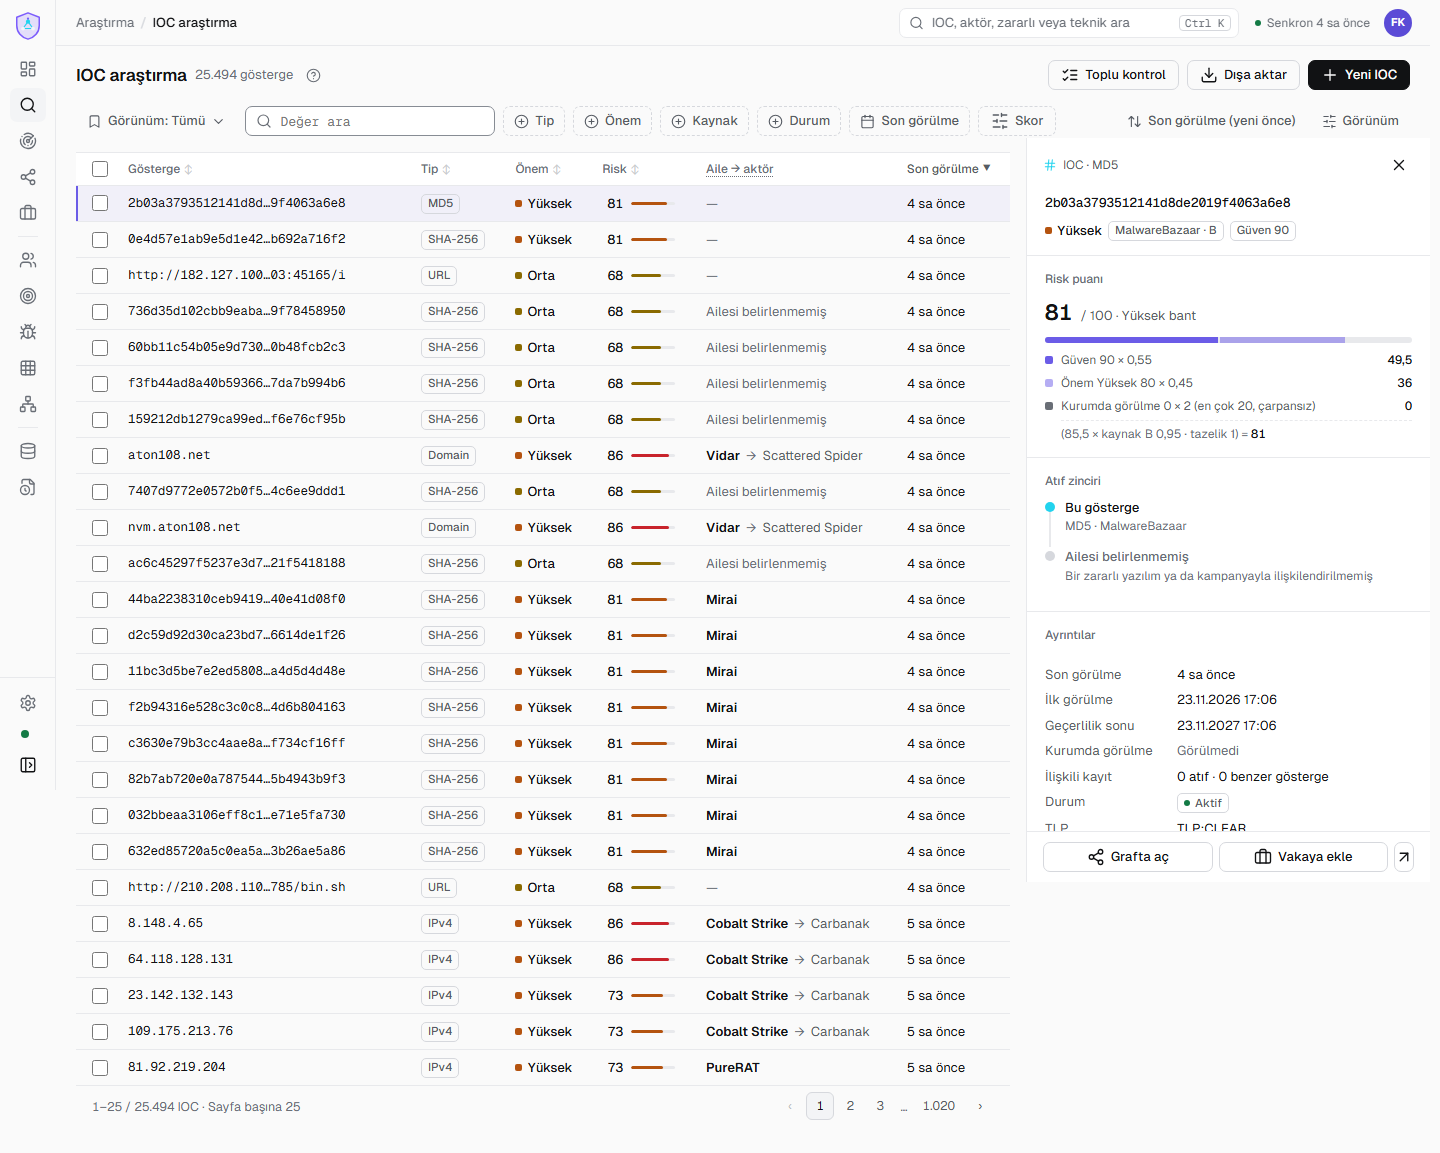 Araştırma / IOC araştırma
IOC, aktör, zararlı veya teknik ara Ctrl K
Senkron 4 sa önce FK
IOC araştırma 25.494 gösterge
Toplu kontrol Dışa aktar Yeni IOC
Görünüm: Tümü Değer ara Tip Önem Kaynak Durum Son görülme Skor Son görülme (yeni önce) Görünüm
Gösterge Tip Önem Risk Aile → aktör Son görülme
2b03a3793512141d8d…9f4063a6e8 MD5 Yüksek 81 — 4 sa önce
0e4d57e1ab9e5d1e42…b692a716f2 SHA-256 Yüksek 81 — 4 sa önce
http://182.127.100…03:45165/i URL Orta 68 — 4 sa önce
736d35d102cbb9eaba…9f78458950 SHA-256 Orta 68 Ailesi belirlenmemiş 4 sa önce
60bb11c54b05e9d730…0b48fcb2c3 SHA-256 Orta 68 Ailesi belirlenmemiş 4 sa önce
f3fb44ad8a40b59366…7da7b994b6 SHA-256 Orta 68 Ailesi belirlenmemiş 4 sa önce
159212db1279ca99ed…f6e76cf95b SHA-256 Orta 68 Ailesi belirlenmemiş 4 sa önce
aton108.net Domain Yüksek 86 Vidar → Scattered Spider 4 sa önce
7407d9772e0572b0f5…4c6ee9ddd1 SHA-256 Orta 68 Ailesi belirlenmemiş 4 sa önce
nvm.aton108.net Domain Yüksek 86 Vidar → Scattered Spider 4 sa önce
ac6c45297f5237e3d7…21f5418188 SHA-256 Orta 68 Ailesi belirlenmemiş 4 sa önce
44ba2238310ceb9419…40e41d08f0 SHA-256 Yüksek 81 Mirai 4 sa önce
d2c59d92d30ca23bd7…6614de1f26 SHA-256 Yüksek 81 Mirai 4 sa önce
11bc3d5be7e2ed5808…a4d5d4d48e SHA-256 Yüksek 81 Mirai 4 sa önce
f2b94316e528c3c0c8…4d6b804163 SHA-256 Yüksek 81 Mirai 4 sa önce
c3630e79b3cc4aae8a…f734cf16ff SHA-256 Yüksek 81 Mirai 4 sa önce
82b7ab720e0a787544…5b4943b9f3 SHA-256 Yüksek 81 Mirai 4 sa önce
032bbeaa3106eff8c1…e71e5fa730 SHA-256 Yüksek 81 Mirai 4 sa önce
632ed85720a5c0ea5a…3b26ae5a86 SHA-256 Yüksek 81 Mirai 4 sa önce
http://210.208.110…785/bin.sh URL Orta 68 — 4 sa önce
8.148.4.65 IPv4 Yüksek 86 Cobalt Strike → Carbanak 5 sa önce
64.118.128.131 IPv4 Yüksek 86 Cobalt Strike → Carbanak 5 sa önce
23.142.132.143 IPv4 Yüksek 73 Cobalt Strike → Carbanak 5 sa önce
109.175.213.76 IPv4 Yüksek 73 Cobalt Strike → Carbanak 5 sa önce
81.92.219.204 IPv4 Yüksek 73 PureRAT 5 sa önce
1–25 / 25.494 IOC · Sayfa başına 25
‹ 1 2 3 … 1.020 ›
# IOC · MD5
2b03a3793512141d8de2019f4063a6e8
Yüksek MalwareBazaar · B Güven 90
Risk puanı
81 / 100 · Yüksek bant
Güven 90 × 0,55 49,5
Önem Yüksek 80 × 0,45 36
Kurumda görülme 0 × 2 (en çok 20, çarpansız) 0
(85,5 × kaynak B 0,95 · tazelik 1) = 81
Atıf zinciri
Bu gösterge
MD5 · MalwareBazaar
Ailesi belirlenmemiş
Bir zararlı yazılım ya da kampanyayla ilişkilendirilmemiş
Ayrıntılar
Son görülme 4 sa önce
İlk görülme 23.11.2026 17:06
Geçerlilik sonu 23.11.2027 17:06
Kurumda görülme Görülmedi
İlişkili kayıt 0 atıf · 0 benzer gösterge
Durum Aktif
TLP TLP:CLEAR
Grafta aç Vakaya ekle